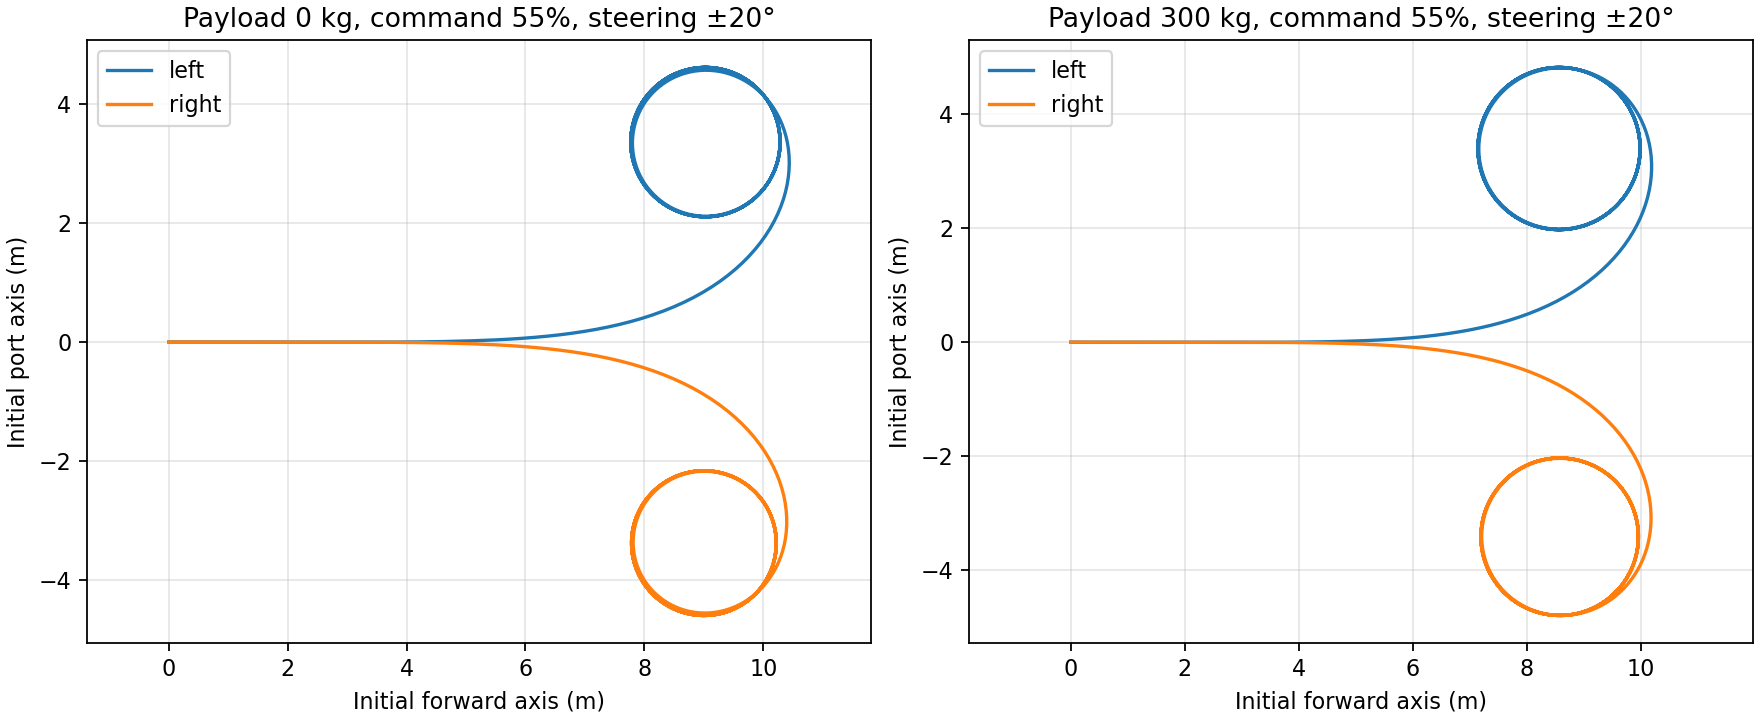 Payload 0 kg, command 55%, steering ±20°
left
right
4
2
0
−2
−4
Initial port axis (m)
0 2 4 6 8 10
Initial forward axis (m)
Payload 300 kg, command 55%, steering ±20°
left
right
4
2
0
−2
−4
Initial port axis (m)
0 2 4 6 8 10
Initial forward axis (m)